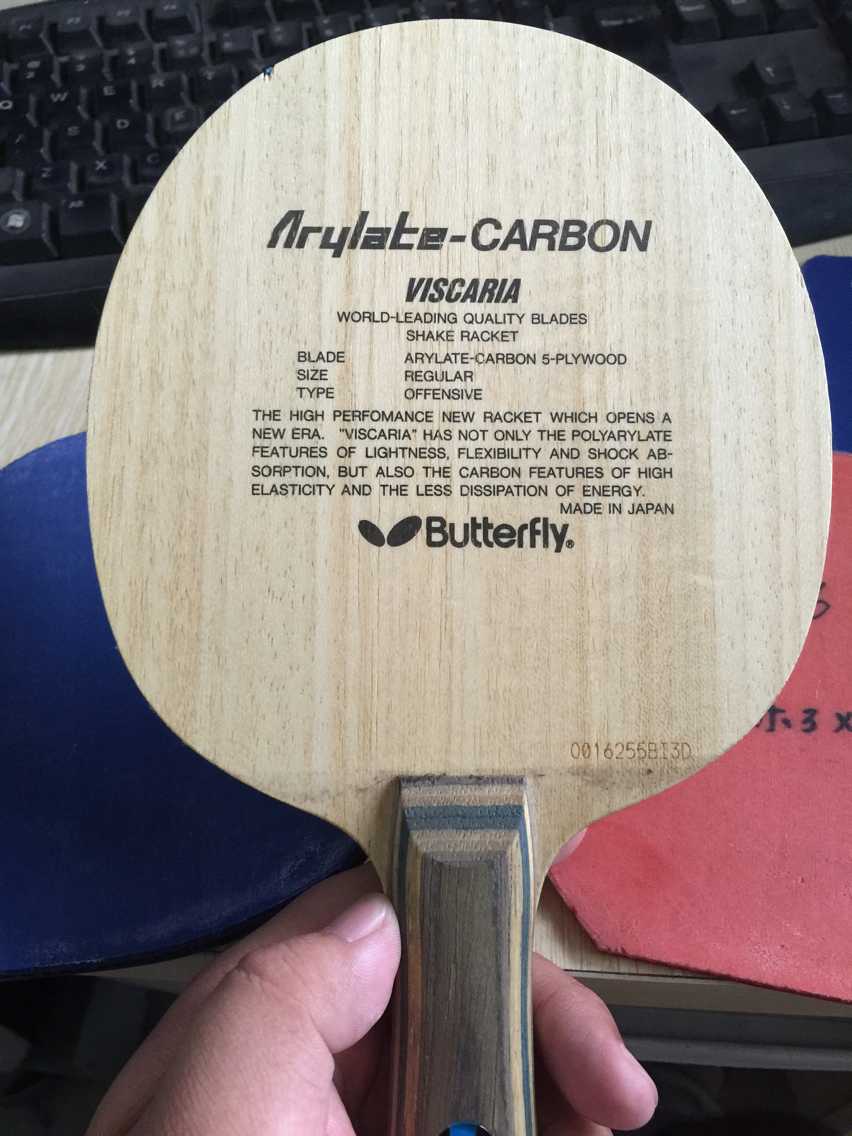 Arylate-CARBON
VISCARIA
WORLD-LEADING QUALITY BLADES
SHAKE RACKET
BLADE ARYLATE-CARBON 5-PLYWOOD
SIZE REGULAR
TYPE OFFENSIVE
THE HIGH PERFOMANCE NEW RACKET WHICH OPENS A
NEW ERA. "VISCARIA" HAS NOT ONLY THE POLYARYLATE
FEATURES OF LIGHTNESS, FLEXIBILITY AND SHOCK AB-
SORPTION, BUT ALSO THE CARBON FEATURES OF HIGH
ELASTICITY AND THE LESS DISSIPATION OF ENERGY.
MADE IN JAPAN
Butterfly®
0016255BI3D
3 X